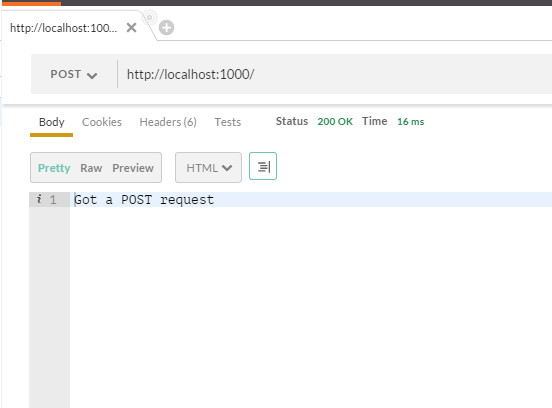 http://localhost:100...
POST http://localhost:1000/
Body Cookies Headers (6) Tests Status 200 OK Time 16 ms
Pretty Raw Preview HTML
i 1 Got a POST request